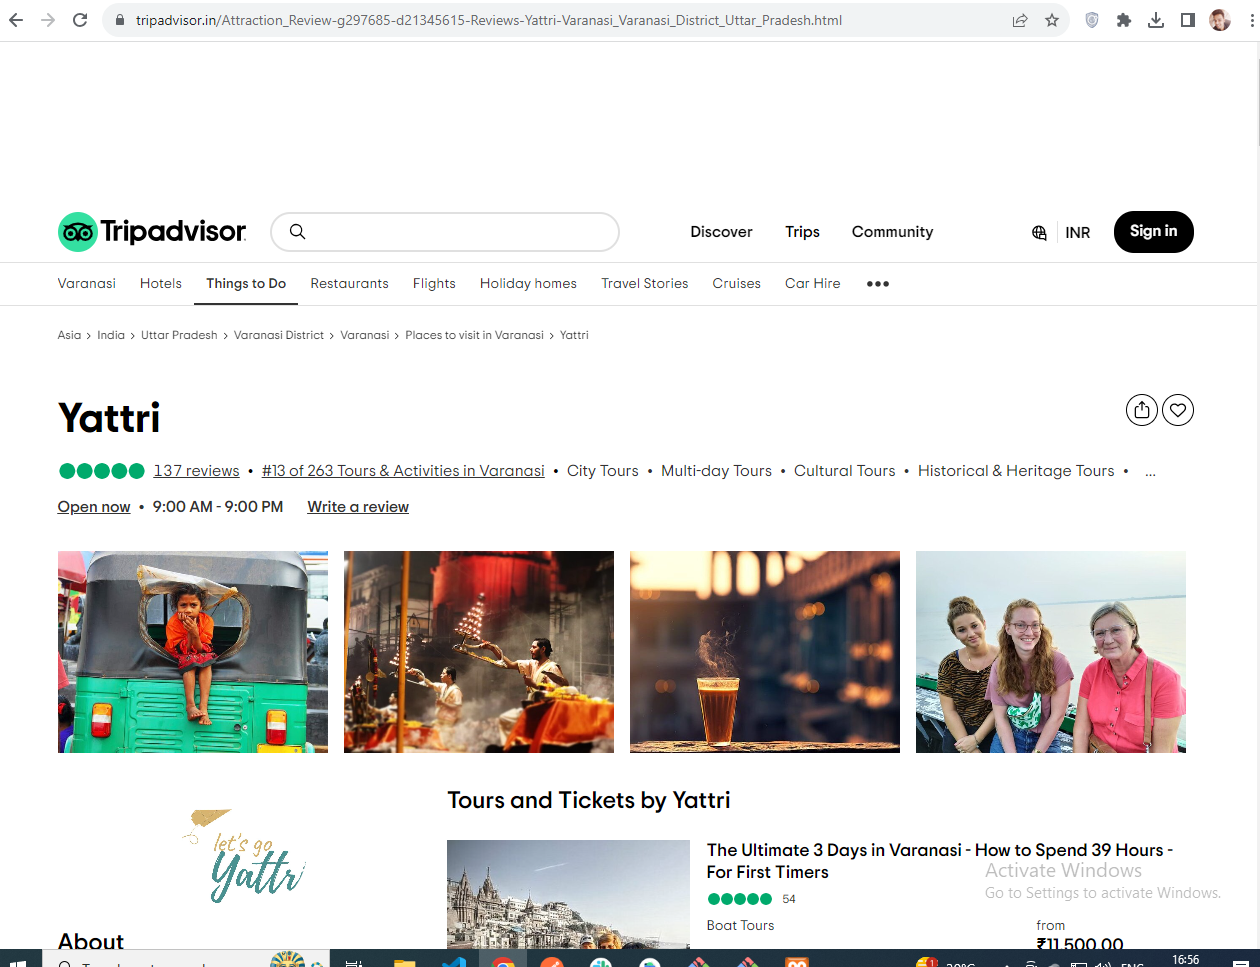 tripadvisor.in/Attraction_Review-g297685-d21345615-Reviews-Yattri-Varanasi_Varanasi_District_Uttar_Pradesh.html
Tripadvisor
Discover Trips Community INR Sign in
Varanasi Hotels Things to Do Restaurants Flights Holiday homes Travel Stories Cruises Car Hire •••
Asia > India > Uttar Pradesh > Varanasi District > Varanasi > Places to visit in Varanasi > Yattri
Yattri
137 reviews • #13 of 263 Tours & Activities in Varanasi • City Tours • Multi-day Tours • Cultural Tours • Historical & Heritage Tours • ...
Open now • 9:00 AM - 9:00 PM Write a review
Tours and Tickets by Yattri
let's go
Yattri
The Ultimate 3 Days in Varanasi - How to Spend 39 Hours -
For First Timers
Activate Windows
Go to Settings to activate Windows.
54
Boat Tours
from
₹11,500.00
About
16:56